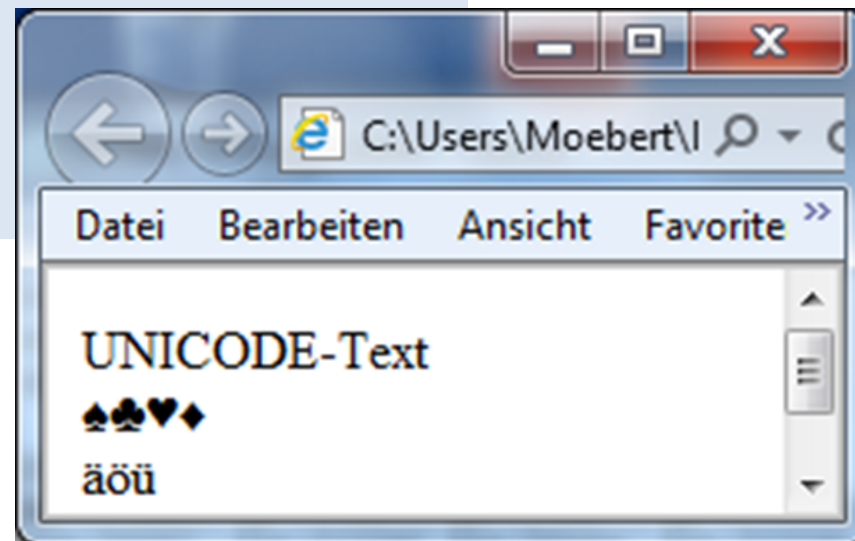 C:\Users\Moebert\I
Datei Bearbeiten Ansicht Favorite »
UNICODE-Text
♠♣♥♦
äöü